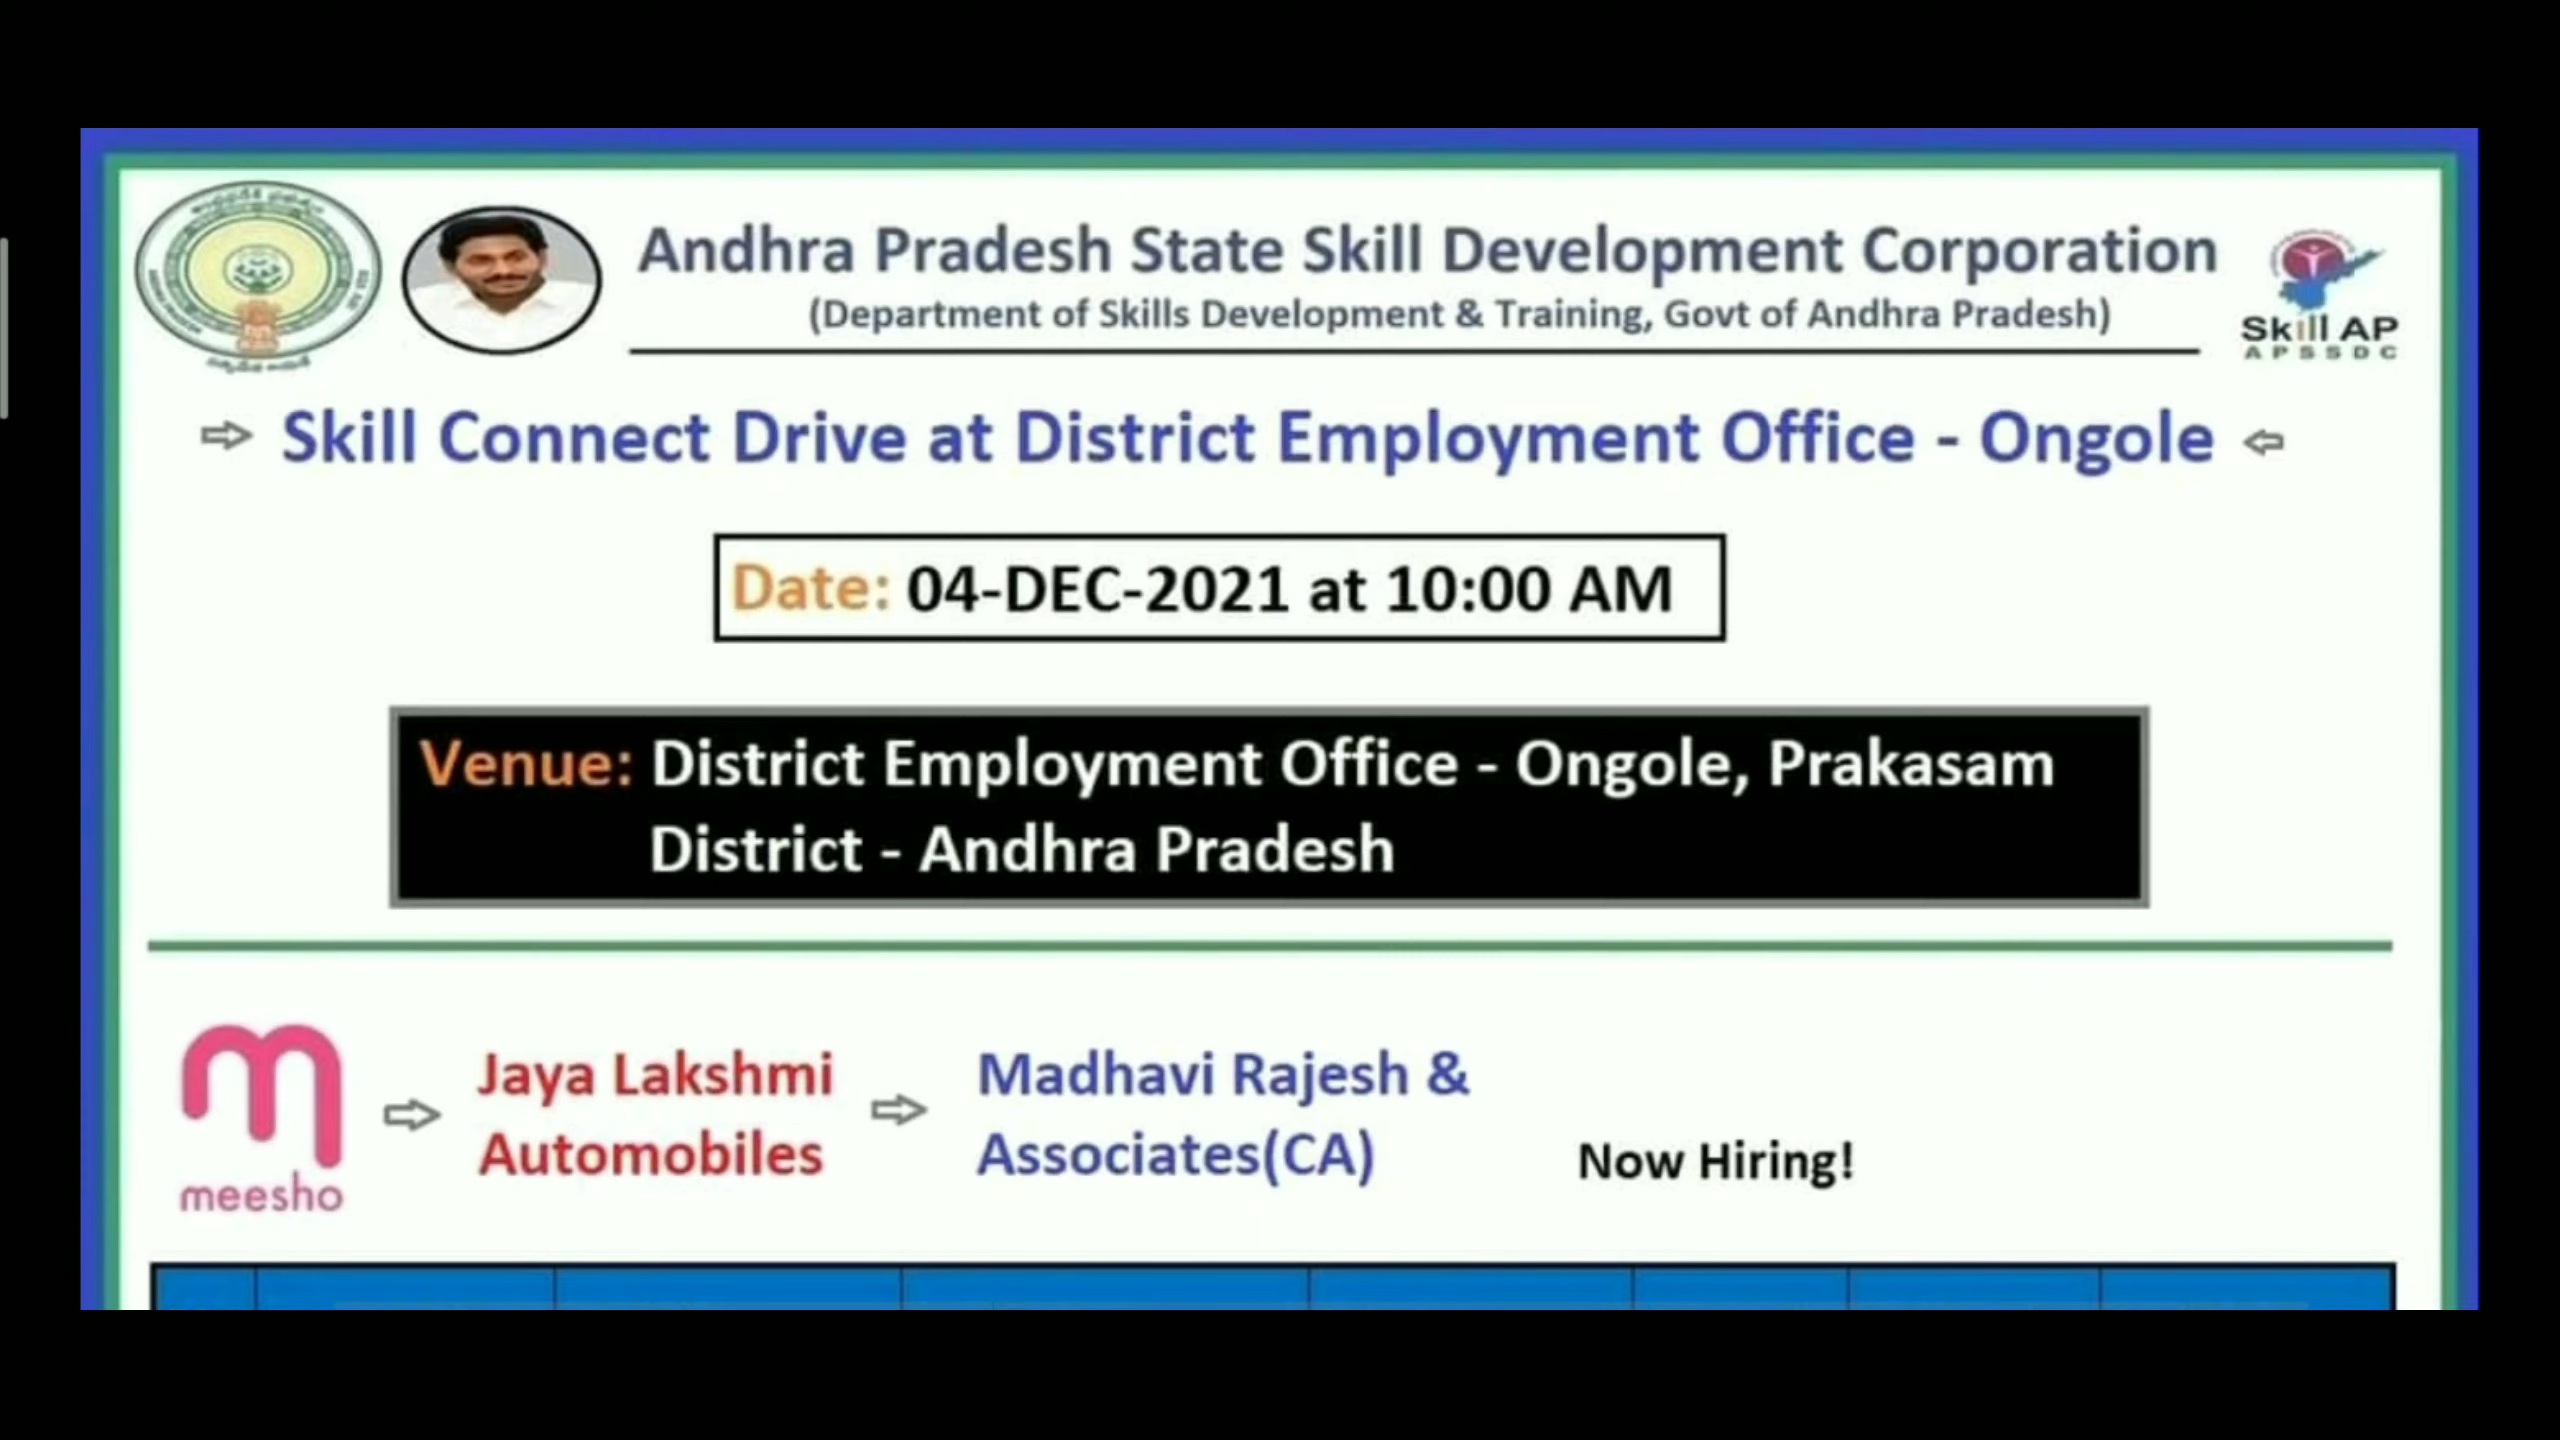 Andhra Pradesh State Skill Development Corporation
(Department of Skills Development & Training, Govt of Andhra Pradesh)
Skill AP
APSSDC
Skill Connect Drive at District Employment Office - Ongole
Date: 04-DEC-2021 at 10:00 AM
Venue: District Employment Office - Ongole, Prakasam
District - Andhra Pradesh
meesho
Jaya Lakshmi
Automobiles
Madhavi Rajesh &
Associates(CA)
Now Hiring!